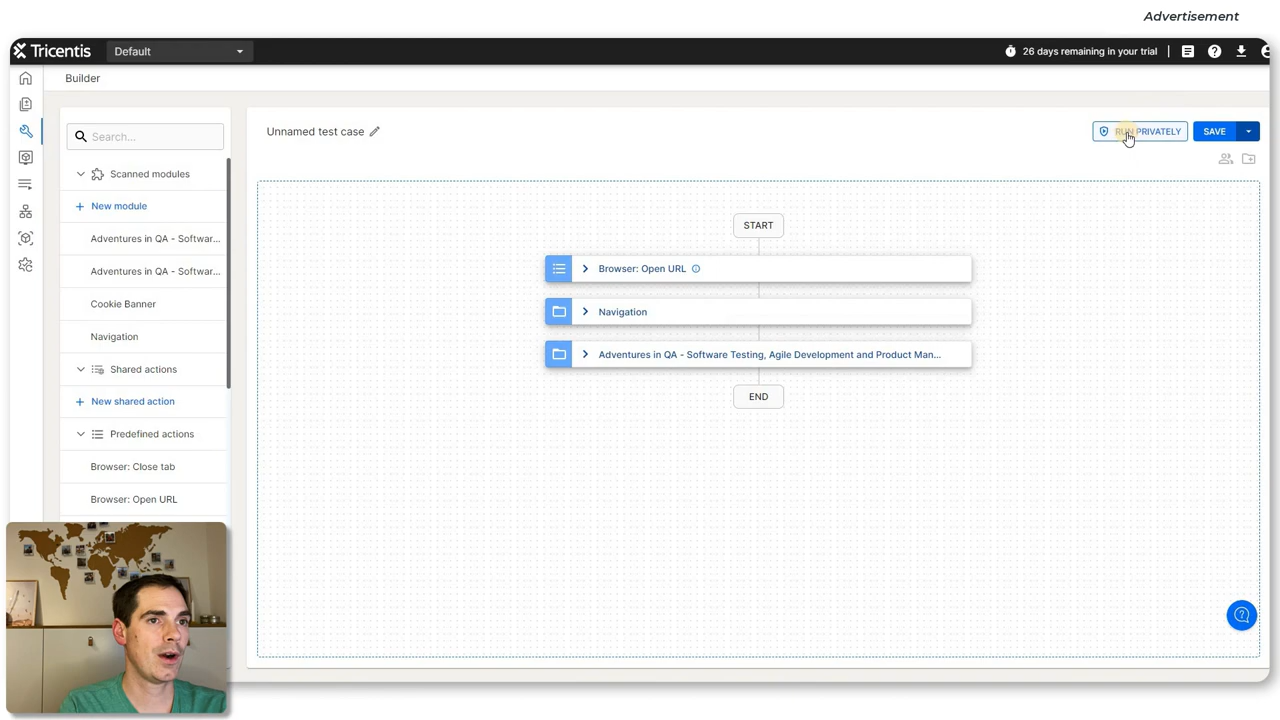 Advertisement
Tricentis
Default
26 days remaining in your trial
Builder
Search...
Unnamed test case
RUN PRIVATELY
SAVE
Scanned modules
New module
Adventures in QA - Softwar...
Adventures in QA - Softwar...
Cookie Banner
Navigation
Shared actions
New shared action
Predefined actions
Browser: Close tab
Browser: Open URL
START
Browser: Open URL
Navigation
Adventures in QA - Software Testing, Agile Development and Product Man...
END